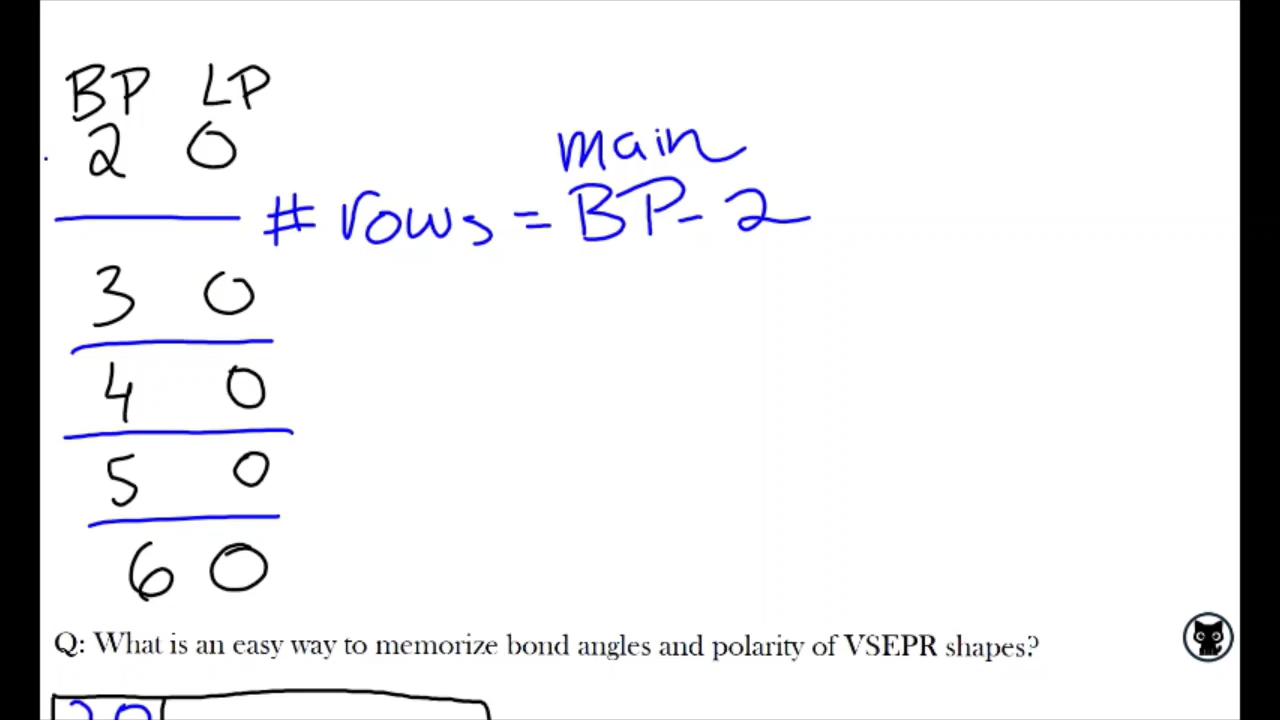 BP LP
2 0
main
# rows = BP - 2
3 0
4 0
5 0
6 0
Q: What is an easy way to memorize bond angles and polarity of VSEPR shapes?